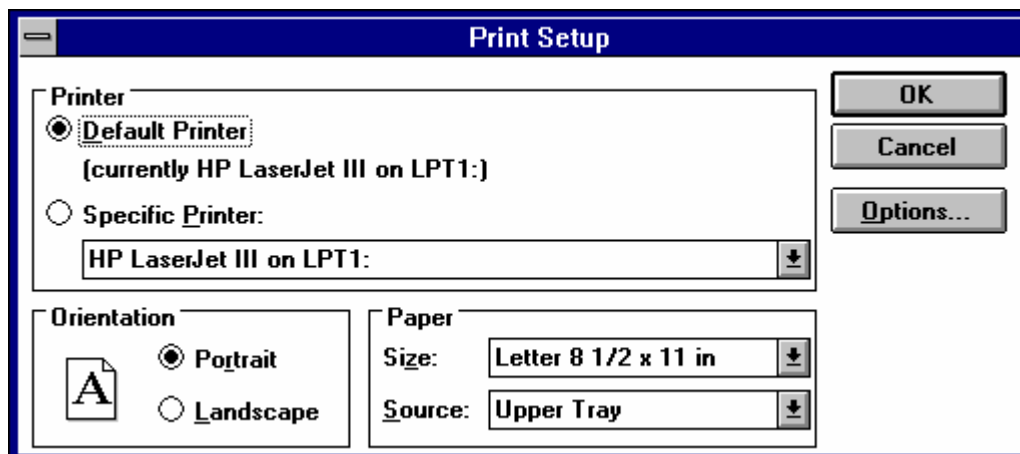 Print Setup
Printer
Default Printer
(currently HP LaserJet III on LPT1:)
Specific Printer:
HP LaserJet III on LPT1:
OK
Cancel
Options...
Orientation
A
Portrait
Landscape
Paper
Size: Letter 8 1/2 x 11 in
Source: Upper Tray